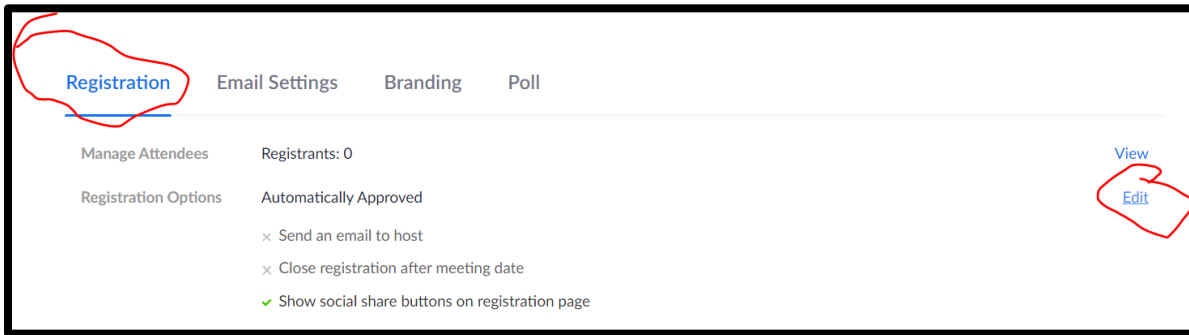 Registration Email Settings Branding Poll
Manage Attendees Registrants: 0 View
Registration Options Automatically Approved Edit
Send an email to host
Close registration after meeting date
Show social share buttons on registration page